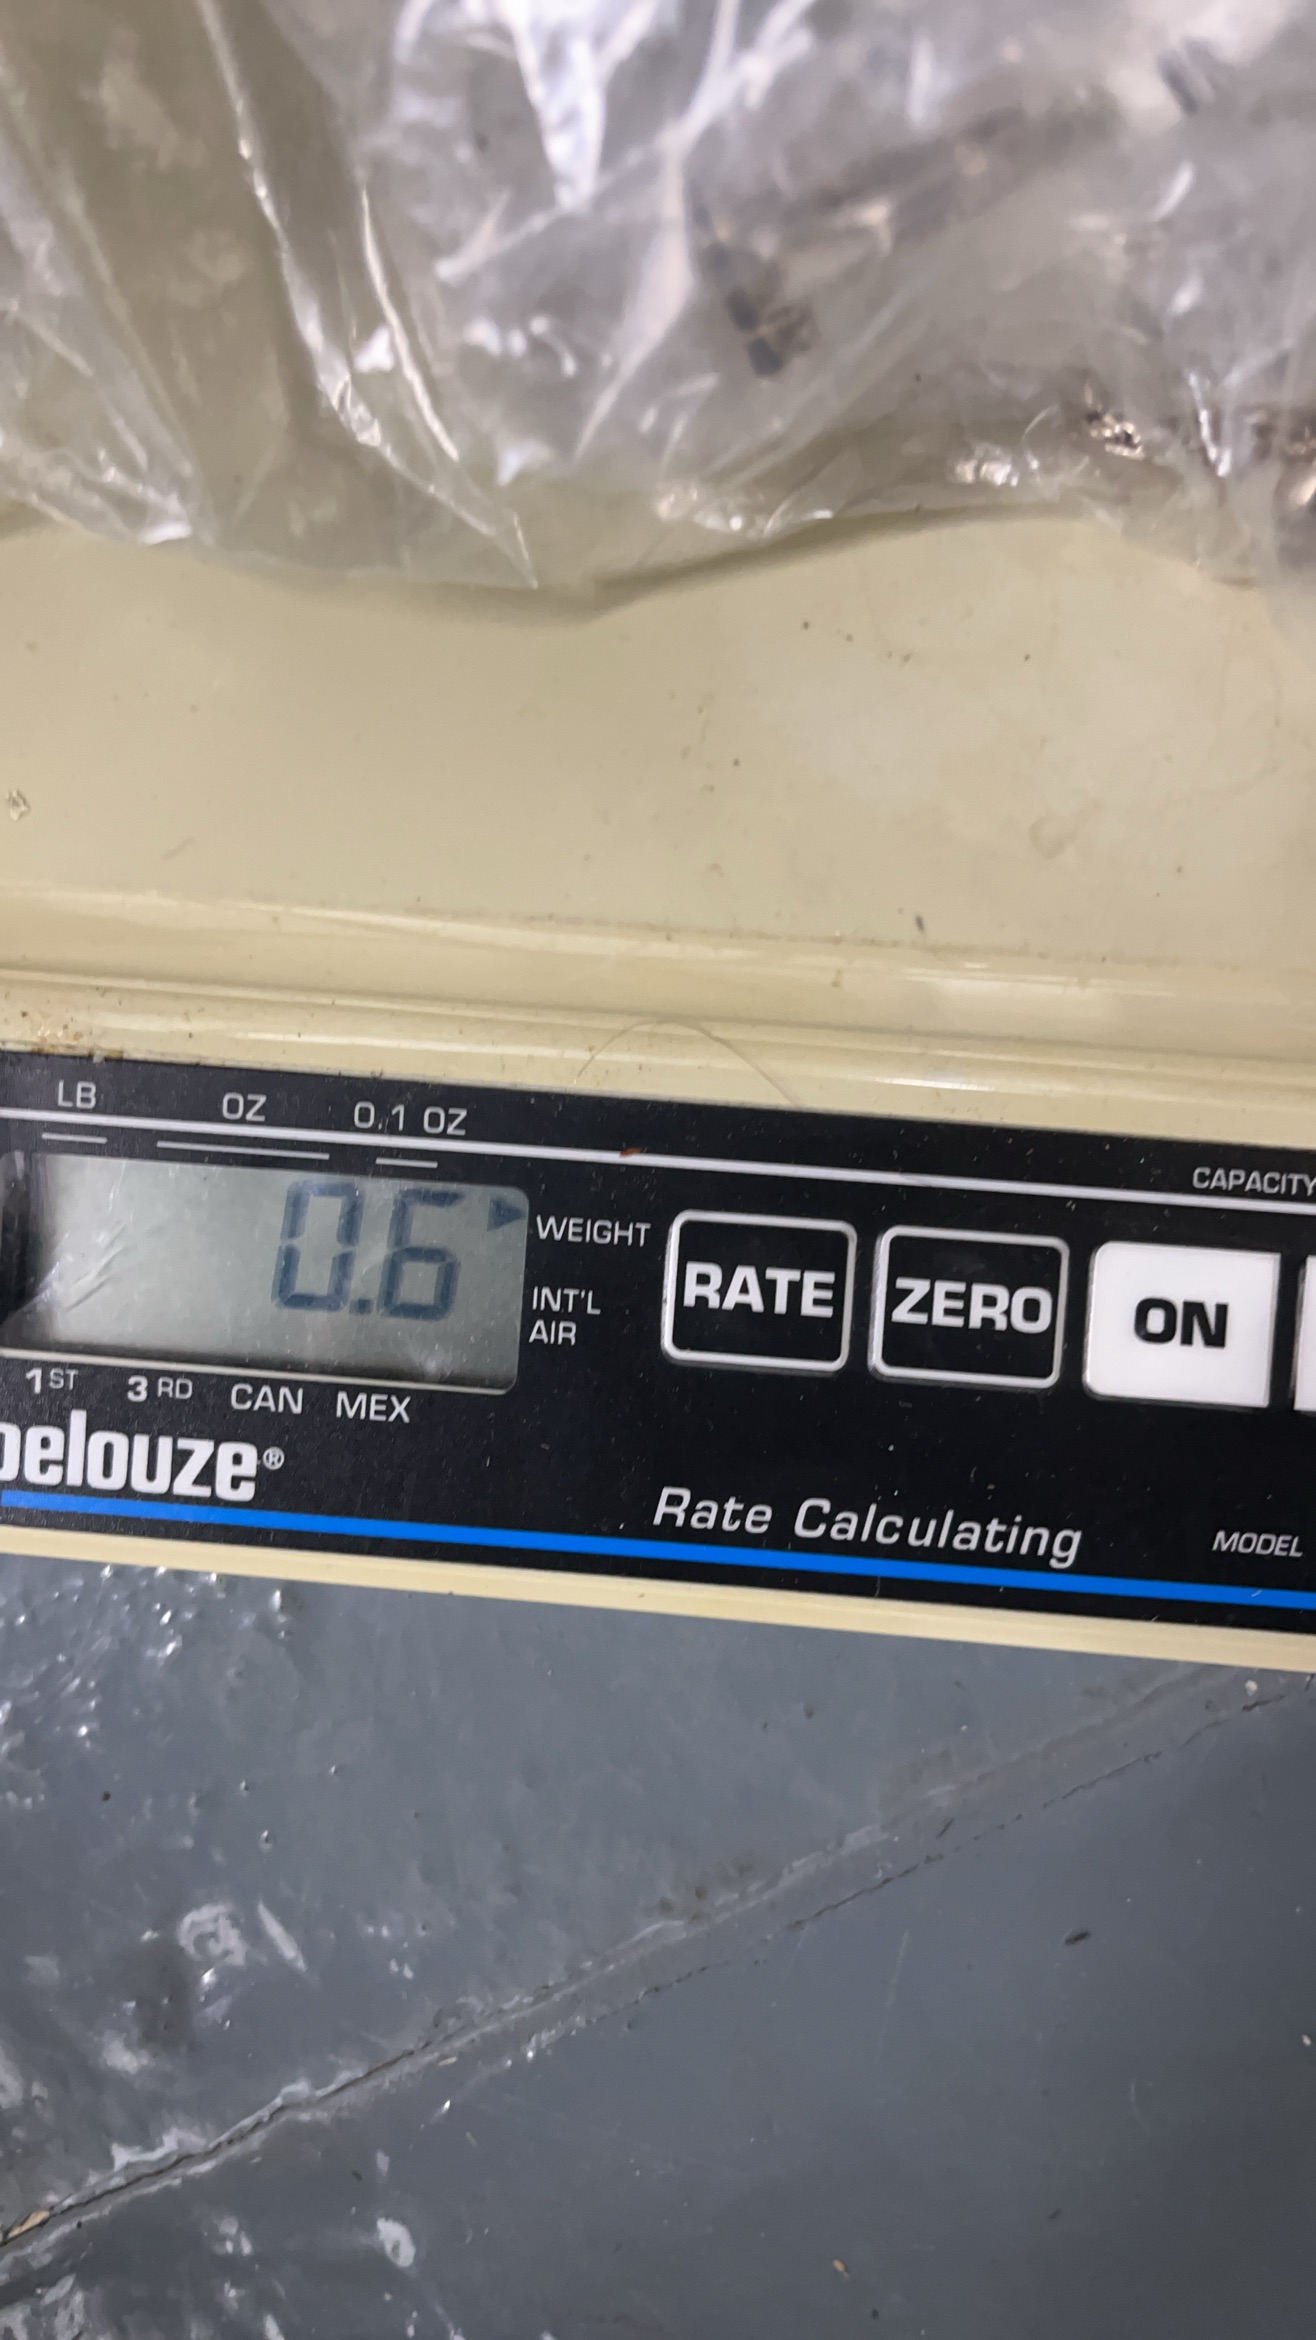 LB OZ 0.1 OZ
CAPACITY
0.6 WEIGHT
INT'L
AIR
RATE ZERO ON
1ST 3RD CAN MEX
pelouze®
Rate Calculating
MODEL